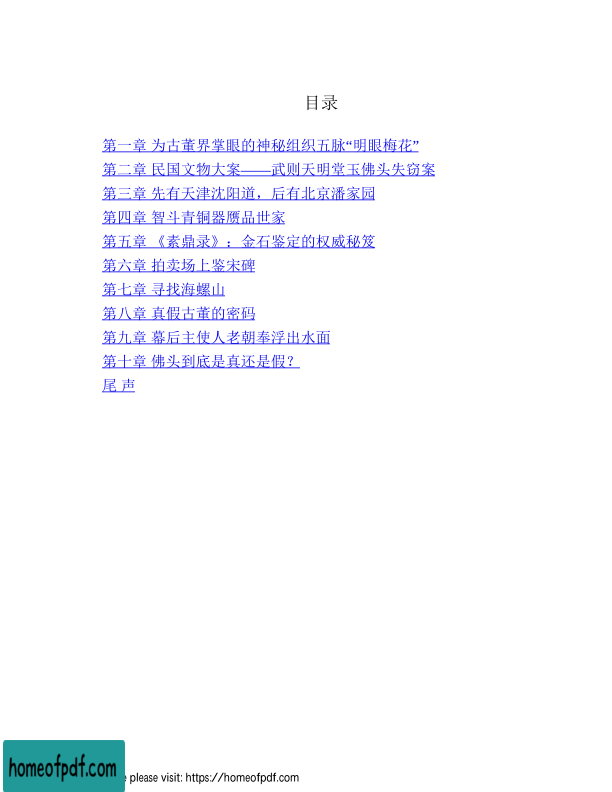 目录
第一章 为古董界掌眼的神秘组织五脉“明眼梅花”
第二章 民国文物大案——武则天明堂玉佛头失窃案
第三章 先有天津沈阳道，后有北京潘家园
第四章 智斗青铜器赝品世家
第五章 《素鼎录》：金石鉴定的权威秘笈
第六章 拍卖场上鉴宋碑
第七章 寻找海螺山
第八章 真假古董的密码
第九章 幕后主使人老朝奉浮出水面
第十章 佛头到底是真还是假？
尾 声
homeofpdf.com
please visit: https://homeofpdf.com